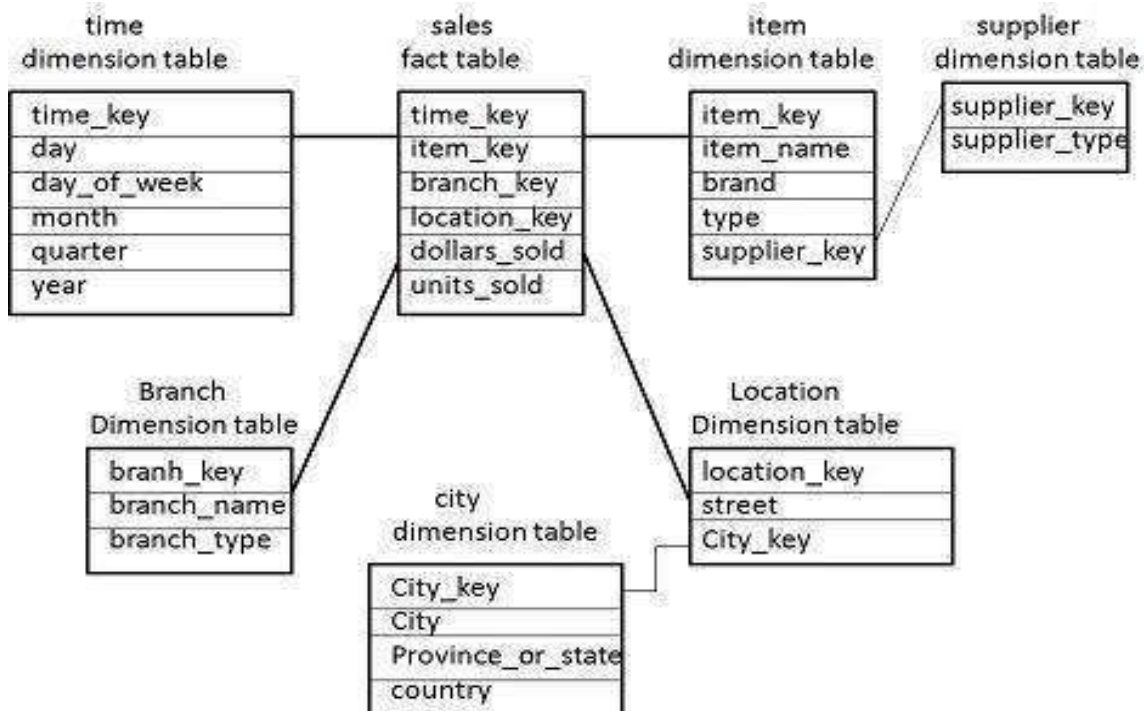 time
dimension table
time_key
day
day_of_week
month
quarter
year
sales
fact table
time_key
item_key
branch_key
location_key
dollars_sold
units_sold
item
dimension table
item_key
item_name
brand
type
supplier_key
supplier
dimension table
supplier_key
supplier_type
Branch
Dimension table
branh_key
branch_name
branch_type
city
dimension table
City_key
City
Province_or_state
country
Location
Dimension table
location_key
street
City_key